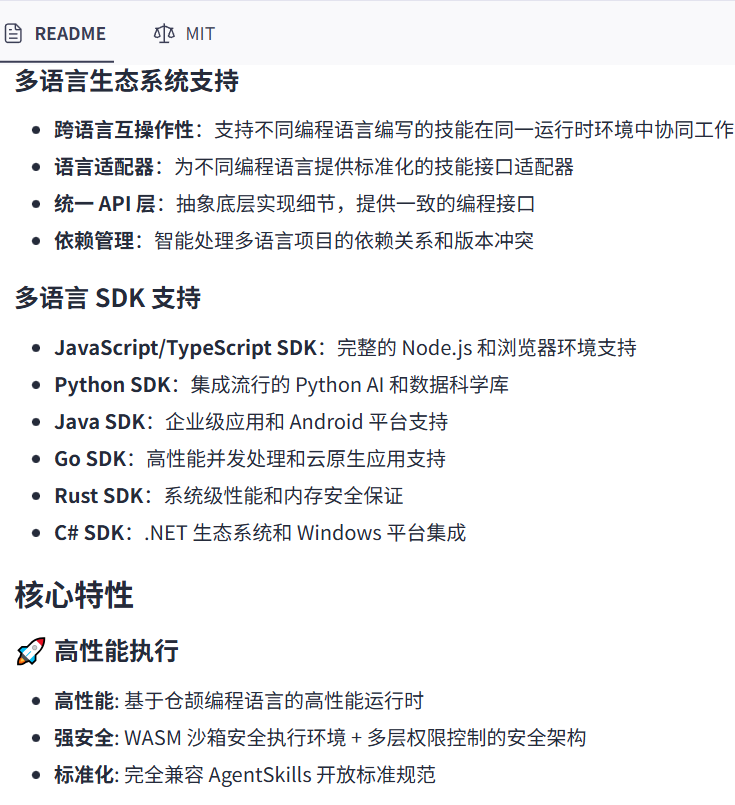 README MIT
多语言生态系统支持
跨语言互操作性：支持不同编程语言编写的技能在同一运行时环境中协同工作
语言适配器：为不同编程语言提供标准化的技能接口适配器
统一 API 层：抽象底层实现细节，提供一致的编程接口
依赖管理：智能处理多语言项目的依赖关系和版本冲突
多语言 SDK 支持
JavaScript/TypeScript SDK：完整的 Node.js 和浏览器环境支持
Python SDK：集成流行的 Python AI 和数据科学库
Java SDK：企业级应用和 Android 平台支持
Go SDK：高性能并发处理和云原生应用支持
Rust SDK：系统级性能和内存安全保证
C# SDK：.NET 生态系统和 Windows 平台集成
核心特性
🚀 高性能执行
高性能: 基于仓颉编程语言的高性能运行时
强安全: WASM 沙箱安全执行环境 + 多层权限控制的安全架构
标准化: 完全兼容 AgentSkills 开放标准规范